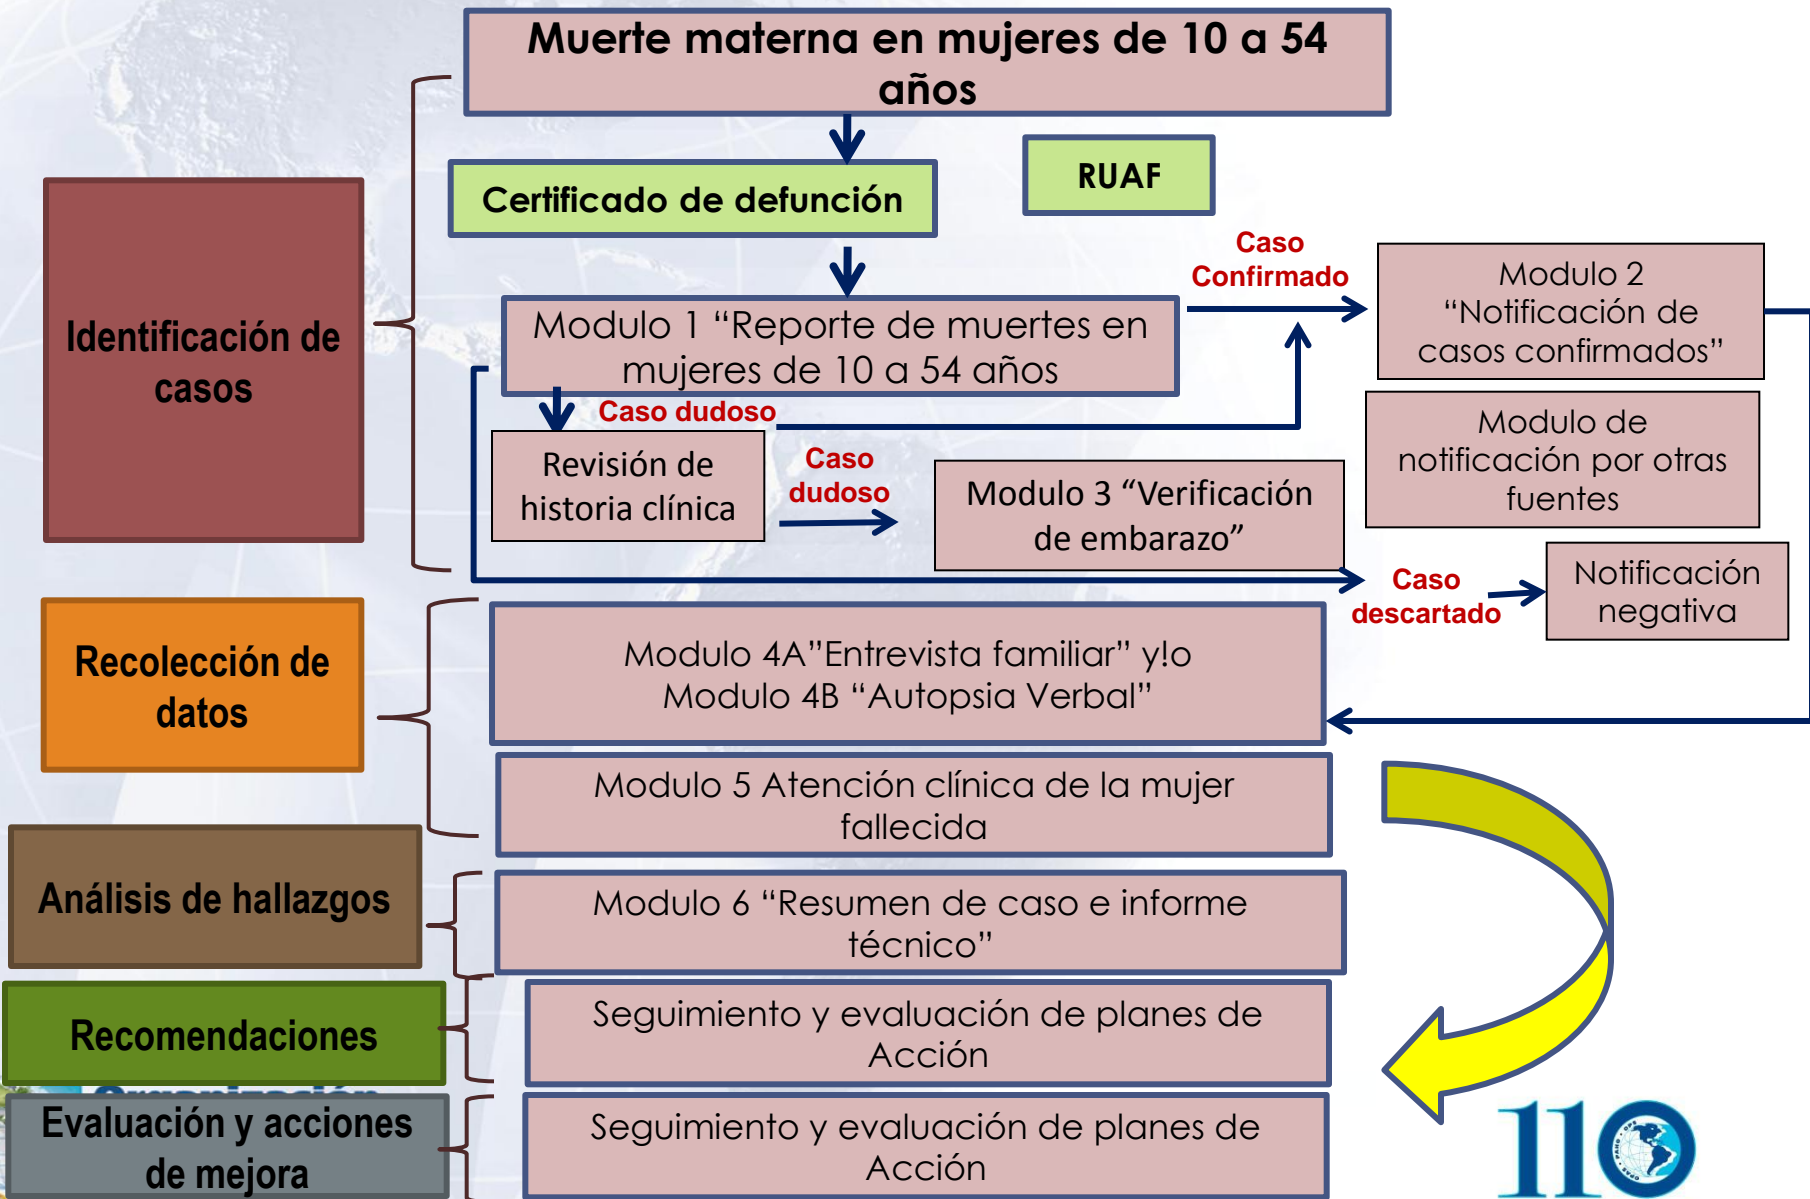 Muerte materna en mujeres de 10 a 54
años
Certificado de defunción
RUAF
Identificación de
casos
Caso
Confirmado
Modulo 1 “Reporte de muertes en
mujeres de 10 a 54 años
Modulo 2
“Notificación de
casos confirmados”
Caso dudoso
Revisión de
historia clínica
Caso
dudoso
Modulo 3 “Verificación
de embarazo”
Modulo de
notificación por otras
fuentes
Caso
descartado
Notificación
negativa
Recolección de
datos
Modulo 4A”Entrevista familiar” y!o
Modulo 4B “Autopsia Verbal”
Modulo 5 Atención clínica de la mujer
fallecida
Análisis de hallazgos
Modulo 6 “Resumen de caso e informe
técnico”
Recomendaciones
Seguimiento y evaluación de planes de
Acción
Organización
Evaluación y acciones
de mejora
Seguimiento y evaluación de planes de
Acción
110